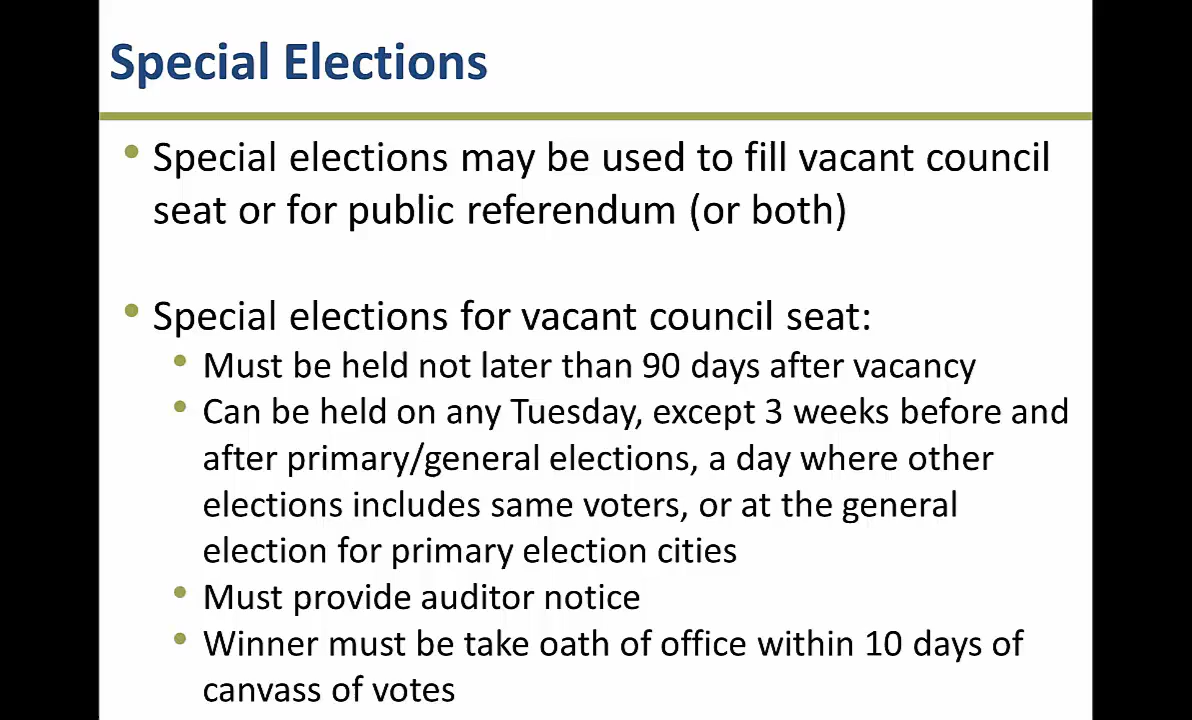 Special Elections
• Special elections may be used to fill vacant council
seat or for public referendum (or both)
• Special elections for vacant council seat:
• Must be held not later than 90 days after vacancy
• Can be held on any Tuesday, except 3 weeks before and
after primary/general elections, a day where other
elections includes same voters, or at the general
election for primary election cities
• Must provide auditor notice
• Winner must be take oath of office within 10 days of
canvass of votes